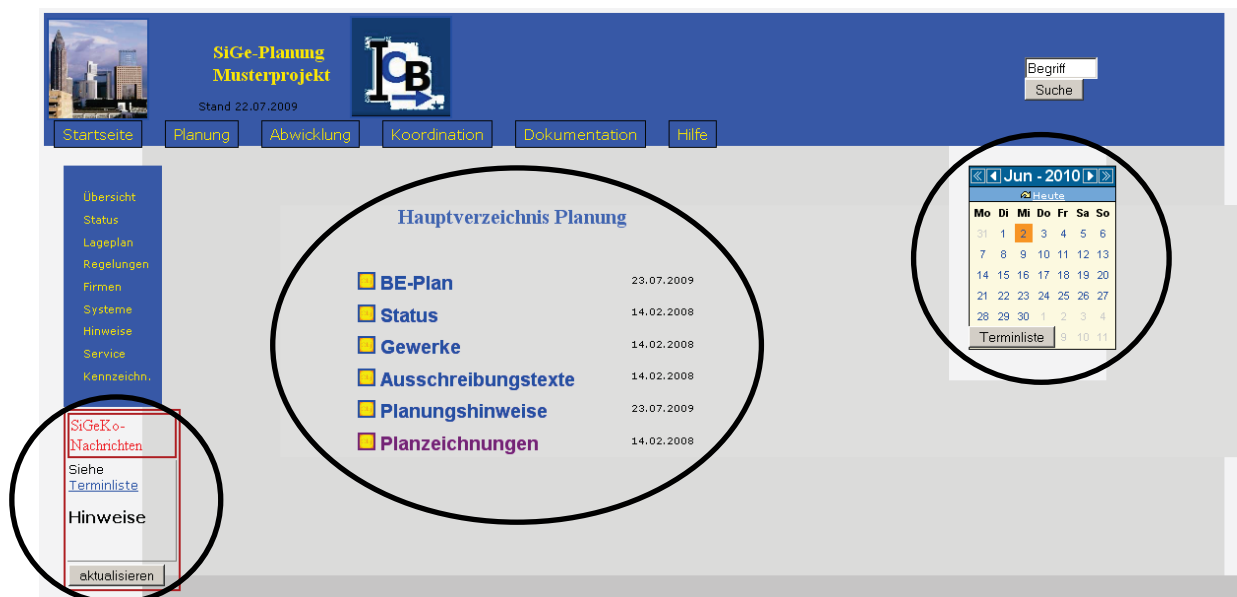 SiGe-Planung
Musterprojekt
Stand 22.07.2009
ICB
Begriff
Suche
Startseite
Planung
Abwicklung
Koordination
Dokumentation
Hilfe
Übersicht
Status
Lageplan
Regelungen
Firmen
Systeme
Hinweise
Service
Kennzeichn.
SiGeKo-
Nachrichten
Siehe
Terminliste
Hinweise
aktualisieren
Hauptverzeichnis Planung
BE-Plan 23.07.2009
Status 14.02.2008
Gewerke 14.02.2008
Ausschreibungstexte 14.02.2008
Planungshinweise 23.07.2009
Planzeichnungen 14.02.2008
Jun - 2010
Heute
Mo Di Mi Do Fr Sa So
31 1 2 3 4 5 6
7 8 9 10 11 12 13
14 15 16 17 18 19 20
21 22 23 24 25 26 27
28 29 30 1 2 3 4
Terminliste 9 10 11